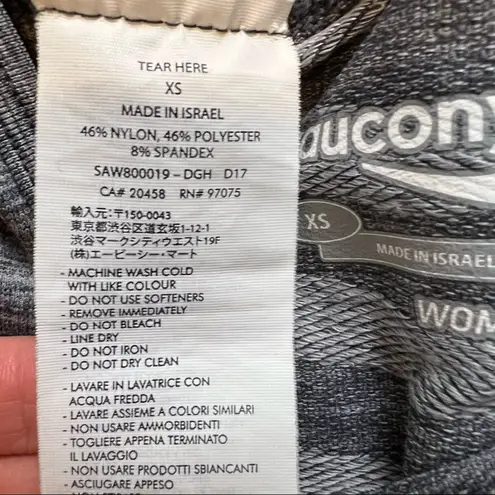 TEAR HERE
XS
MADE IN ISRAEL
46% NYLON, 46% POLYESTER
8% SPANDEX
SAW800019-DGH D17
CA# 20458 RN# 97075
輸入元:〒150-0043
東京都渋谷区道玄坂1-12-1
渋谷マークシティウエスト19F
(株)エービーシー・マート
- MACHINE WASH COLD
WITH LIKE COLOUR
- DO NOT USE SOFTENERS
- REMOVE IMMEDIATELY
- DO NOT BLEACH
- LINE DRY
- DO NOT IRON
- DO NOT DRY CLEAN
- LAVARE IN LAVATRICE CON
ACQUA FREDDA
- LAVARE ASSIEME A COLORI SIMILARI
- NON USARE AMMORBIDENTI
- TOGLIERE APPENA TERMINATO
IL LAVAGGIO
- NON USARE PRODOTTI SBIANCANTI
- ASCIUGARE APPESO
- NON STIRARE
aucony
XS
MADE IN ISRAEL
WOM